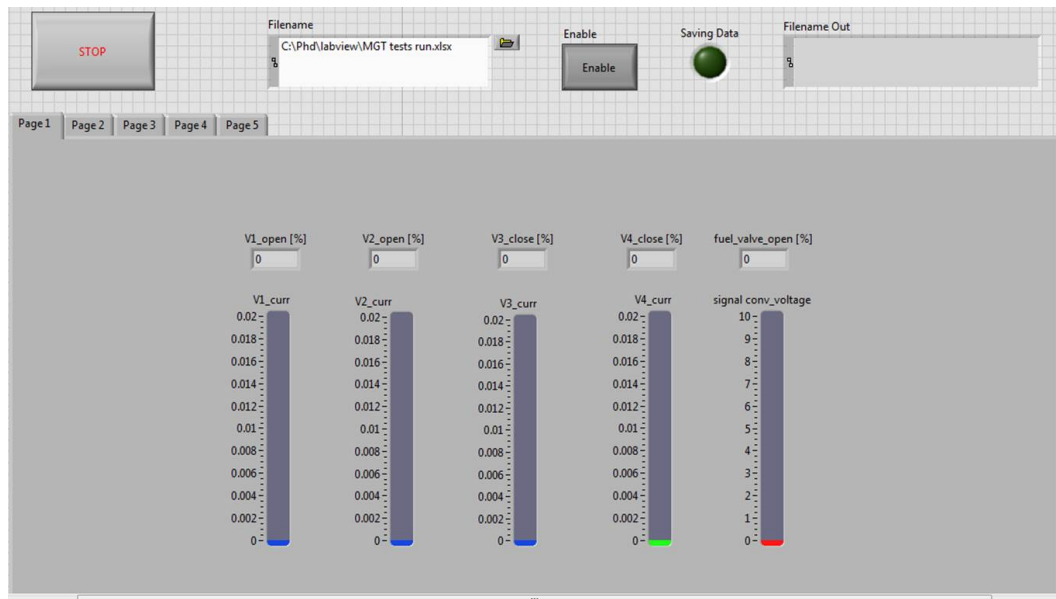 Filename
C:\Phd\labview\MGT tests run.xlsx
STOP
Enable
Enable
Saving Data
Filename Out
Page 1 Page 2 Page 3 Page 4 Page 5
V1_open [%] V2_open [%] V3_close [%] V4_close [%] fuel_valve_open [%]
0 0 0 0 0
V1_curr V2_curr V3_curr V4_curr signal conv_voltage
0.02 0.02 0.02 0.02 10
0.018 0.018 0.018 0.018 9
0.016 0.016 0.016 0.016 8
0.014 0.014 0.014 0.014 7
0.012 0.012 0.012 0.012 6
0.01 0.01 0.01 0.01 5
0.008 0.008 0.008 0.008 4
0.006 0.006 0.006 0.006 3
0.004 0.004 0.004 0.004 2
0.002 0.002 0.002 0.002 1
0 0 0 0 0